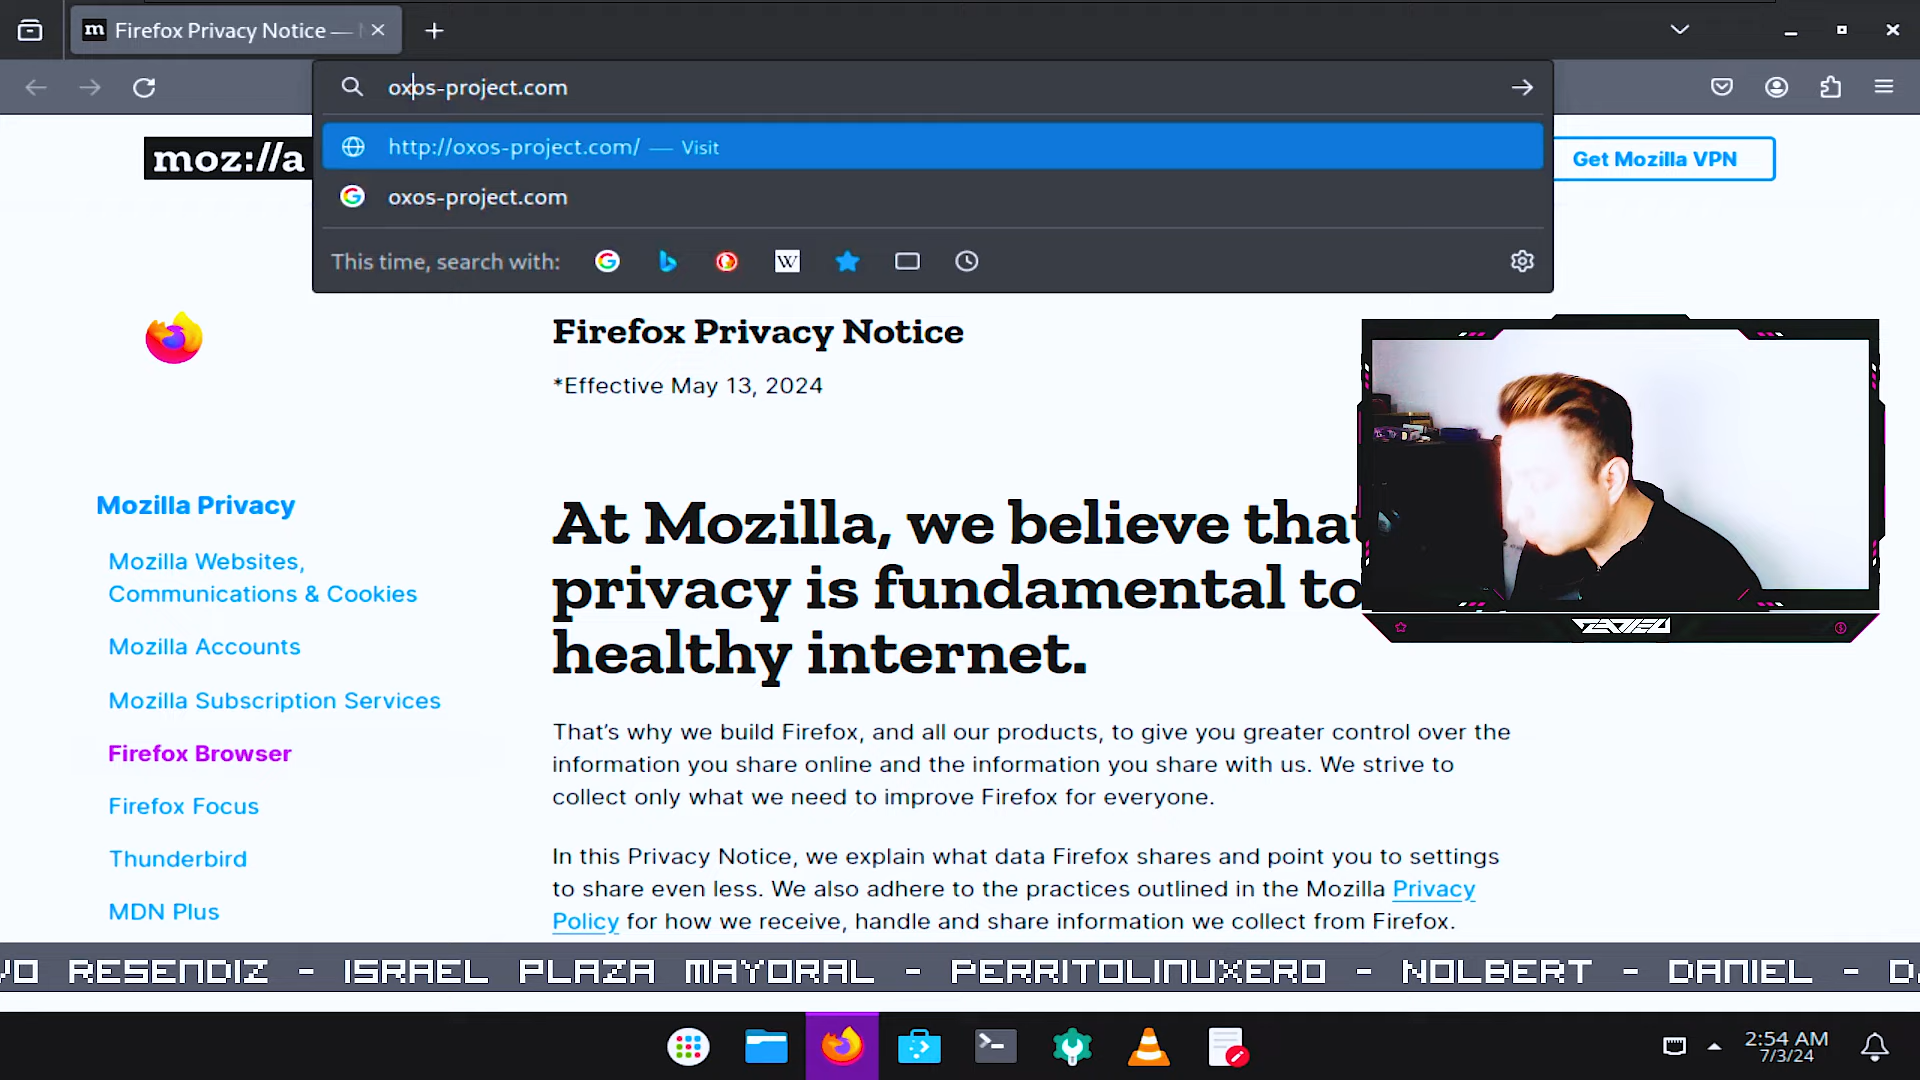 m Firefox Privacy Notice —
oxos-project.com
http://oxos-project.com/ — Visit
oxos-project.com
This time, search with:
W
moz://a
Get Mozilla VPN
Firefox Privacy Notice
*Effective May 13, 2024
Mozilla Privacy
Mozilla Websites,
Communications & Cookies
Mozilla Accounts
Mozilla Subscription Services
Firefox Browser
Firefox Focus
Thunderbird
MDN Plus
At Mozilla, we believe that
privacy is fundamental to
healthy internet.
That’s why we build Firefox, and all our products, to give you greater control over the
information you share online and the information you share with us. We strive to
collect only what we need to improve Firefox for everyone.
In this Privacy Notice, we explain what data Firefox shares and point you to settings
to share even less. We also adhere to the practices outlined in the Mozilla Privacy
Policy for how we receive, handle and share information we collect from Firefox.
VO RESENDIZ - ISRAEL PLAZA MAYORAL - PERRITOLINUXERO - NOLBERT - DANIEL - D
2:54 AM
7/3/24